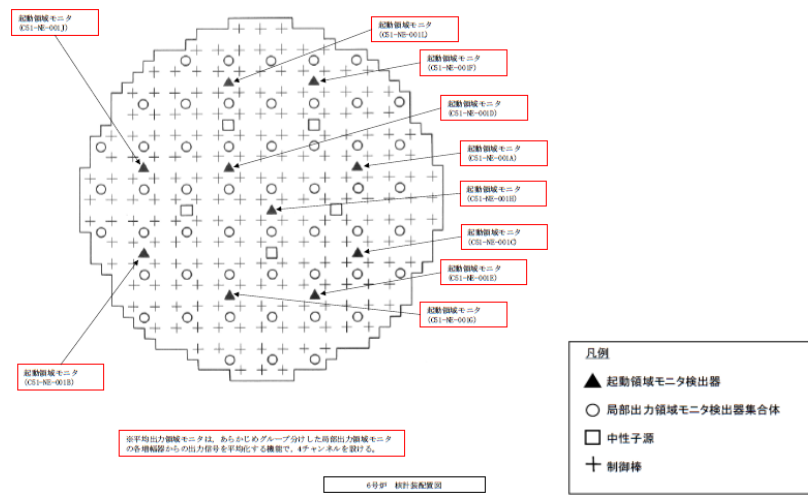 起動領域モニタ
(C51-NE-001J)
起動領域モニタ
(C51-NE-001L)
起動領域モニタ
(C51-NE-001F)
起動領域モニタ
(C51-NE-001D)
起動領域モニタ
(C51-NE-001A)
起動領域モニタ
(C51-NE-001H)
起動領域モニタ
(C51-NE-001C)
起動領域モニタ
(C51-NE-001E)
起動領域モニタ
(C51-NE-001G)
起動領域モニタ
(C51-NE-001B)
※平均出力領域モニタは、あらかじめグループ分けした局部出力領域モニタ
の各増幅器からの出力信号を平均化する機能で、4チャンネルを設ける。
6号炉 核計装配置図
凡例
起動領域モニタ検出器
局部出力領域モニタ検出器集合体
中性子源
制御棒